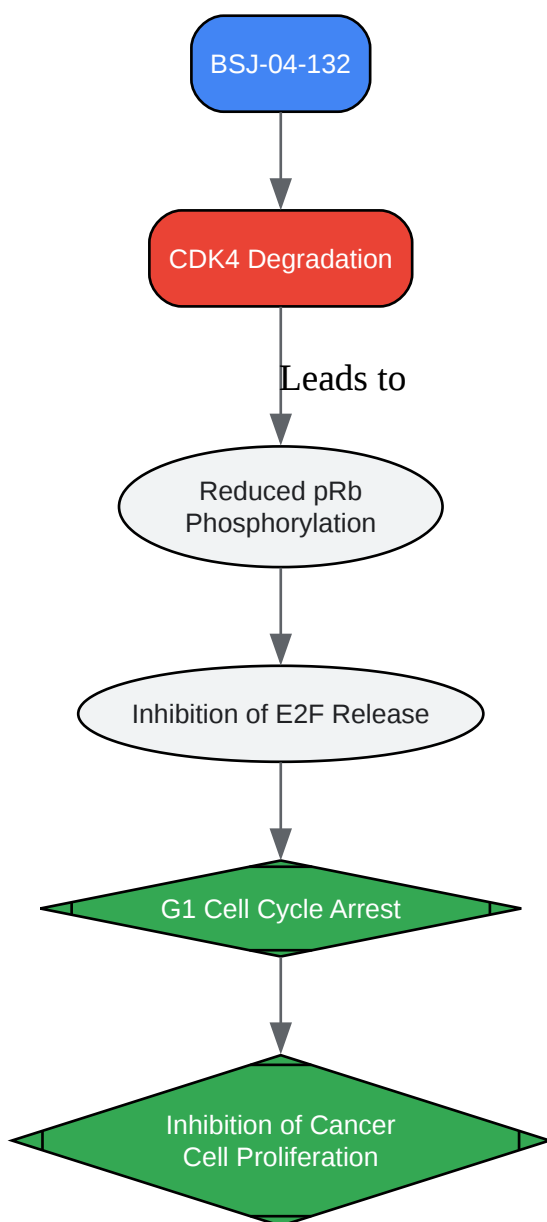 BSJ-04-132
CDK4 Degradation
Leads to
Reduced pRb
Phosphorylation
Inhibition of E2F Release
G1 Cell Cycle Arrest
Inhibition of Cancer
Cell Proliferation